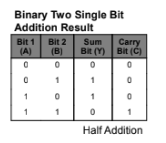 Binary Two Single Bit
Addition Result
Bit 1 (A) Bit 2 (B) Sum Bit (Y) Carry Bit (C)
0 0 0 0
0 1 1 0
1 0 1 0
1 1 0 1
Half Addition